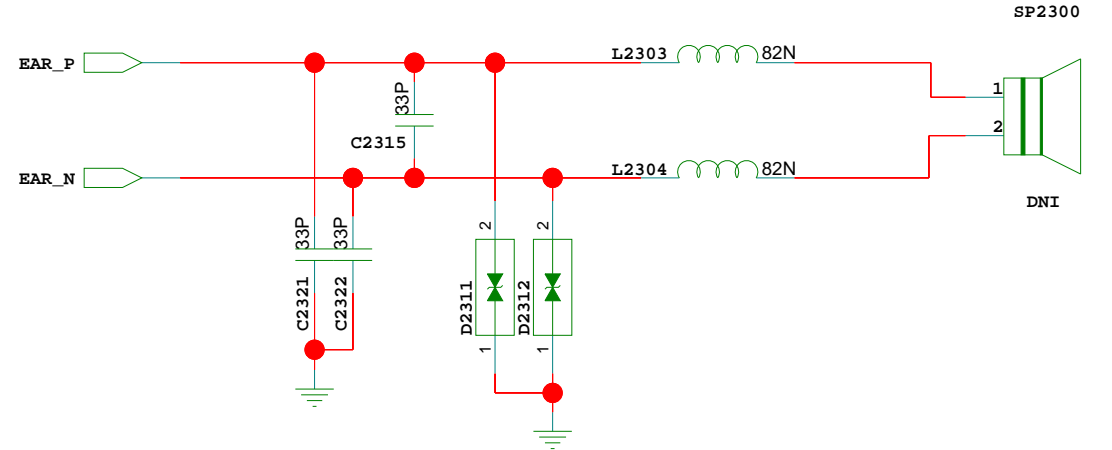 SP2300
EAR_P
L2303
82N
33P
C2315
1
2
EAR_N
L2304
82N
DNI
33P
33P
2
2
C2321
C2322
D2311
D2312
1
1